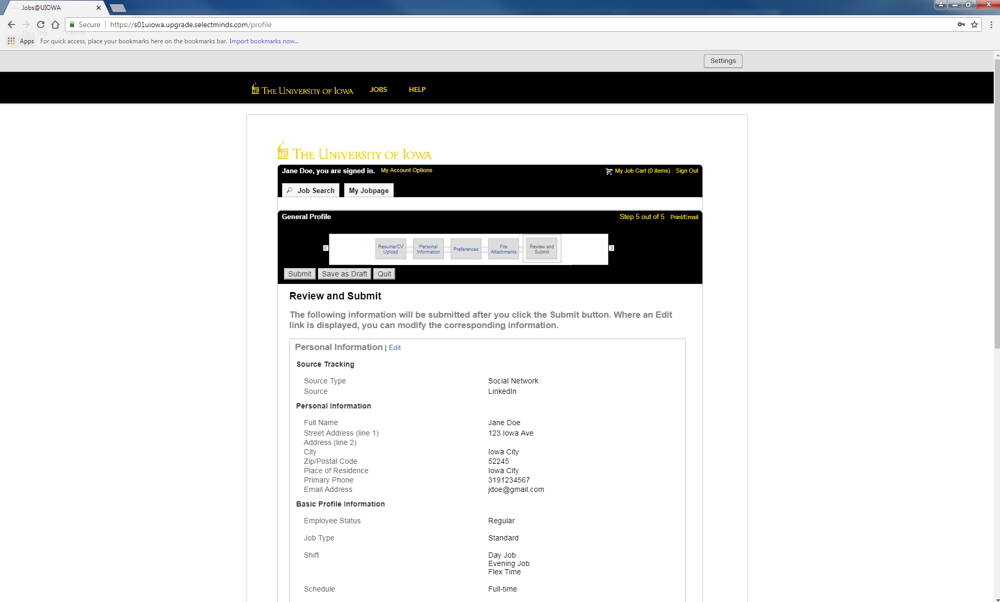 Jobs@UIOWA
Secure https://s01uiowa.upgrade.selectminds.com/profile
New Snip Ctrl+N
Apps For quick access, place your bookmarks here on the bookmarks bar. Import bookmarks now...
Settings
THE UNIVERSITY OF IOWA JOBS HELP
THE UNIVERSITY OF IOWA
Jane Doe, you are signed in. My Account Options My Job Cart (0 items) Sign Out
Job Search My Jobpage
General Profile Step 5 out of 5 Print/Email
Resume/CV Upload Personal Information Preferences File Attachments Review and Submit
Submit Save as Draft Quit
Review and Submit
The following information will be submitted after you click the Submit button. Where an Edit
link is displayed, you can modify the corresponding information.
Personal Information | Edit
Source Tracking
Source Type Social Network
Source LinkedIn
Personal Information
Full Name Jane Doe
Street Address (line 1) 123 Iowa Ave
Address (line 2)
City Iowa City
Zip/Postal Code 52245
Place of Residence Iowa City
Primary Phone 3191234567
Email Address jdoe@gmail.com
Basic Profile Information
Employee Status Regular
Job Type Standard
Shift Day Job
Evening Job
Flex Time
Schedule Full-time